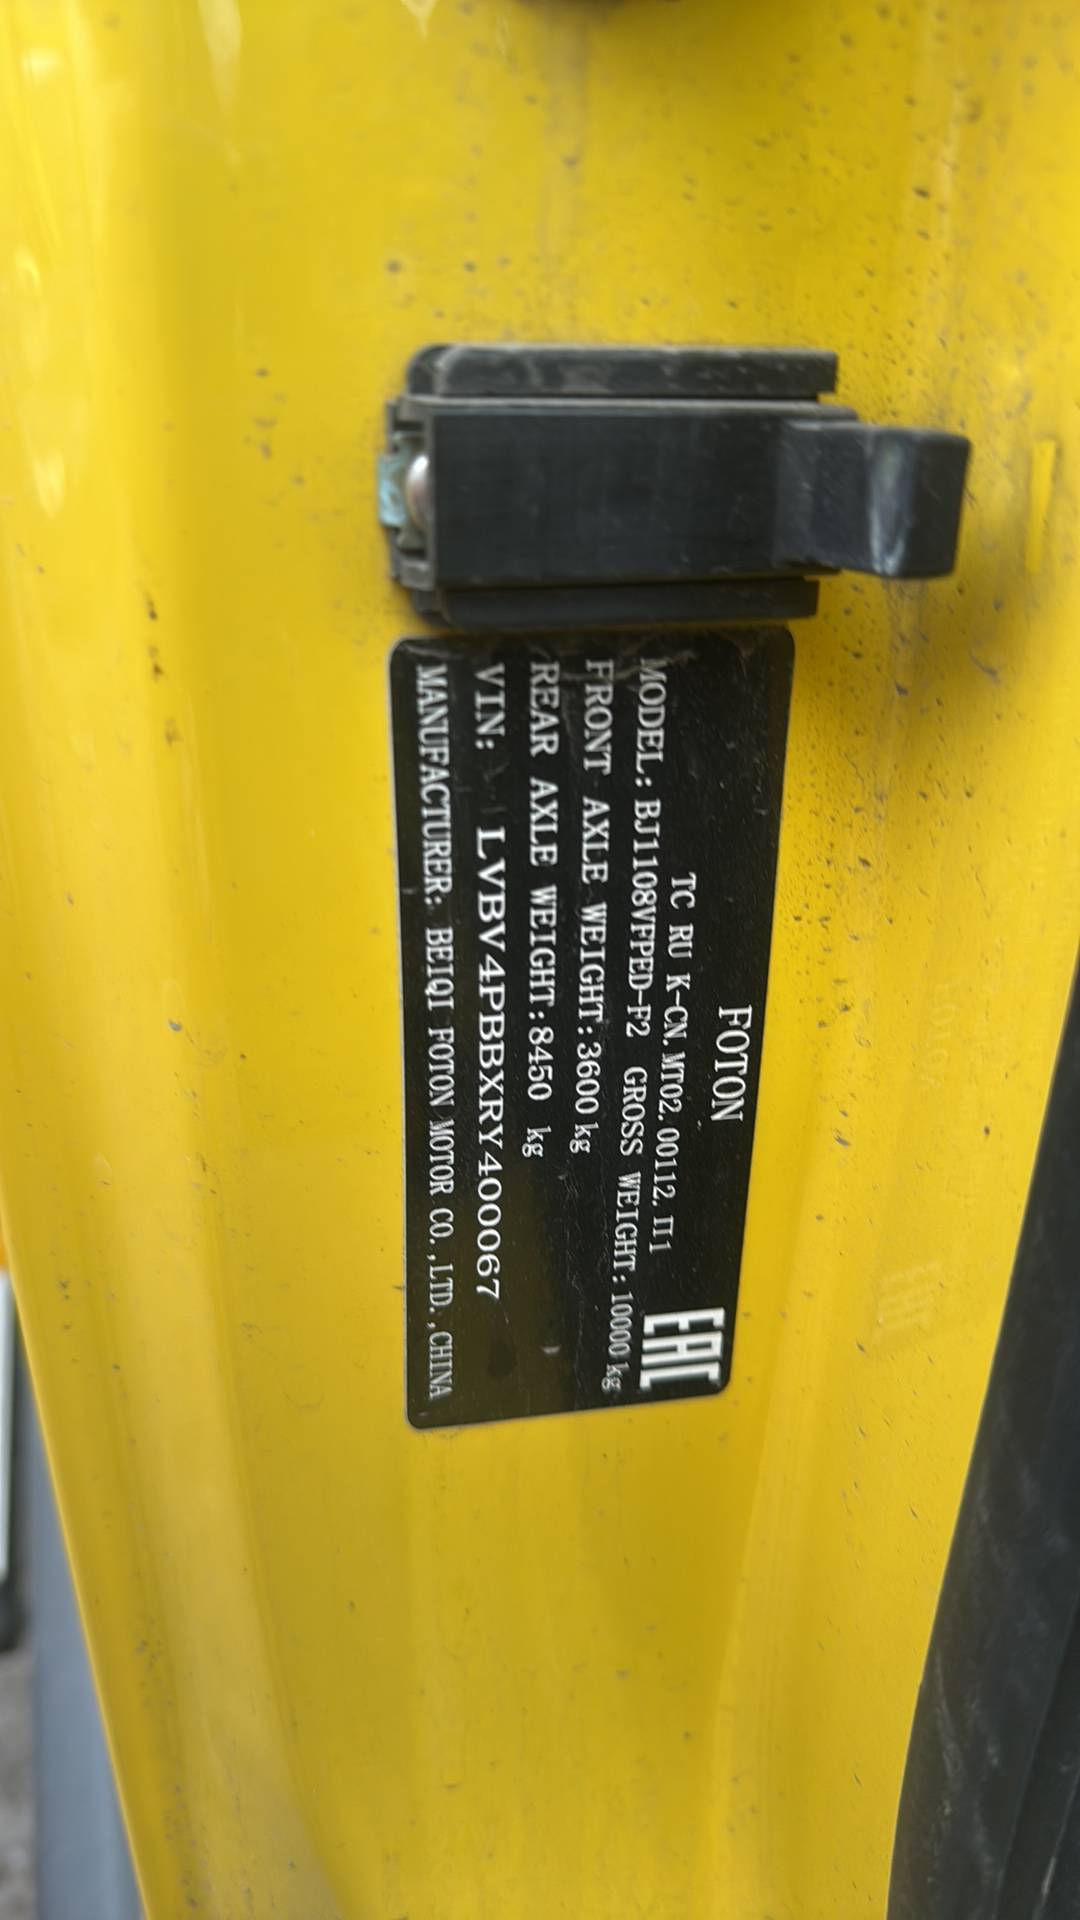 FOTON
TC RU K-CN.MT02.00112.П1
EAC
MODEL: BJ1108VFPED-F2 GROSS WEIGHT: 10000 kg
FRONT AXLE WEIGHT:3600 kg
REAR AXLE WEIGHT:8450 kg
VIN: LVBV4PBBXRY400067
MANUFACTURER: BEIQI FOTON MOTOR CO.,LTD.,CHINA